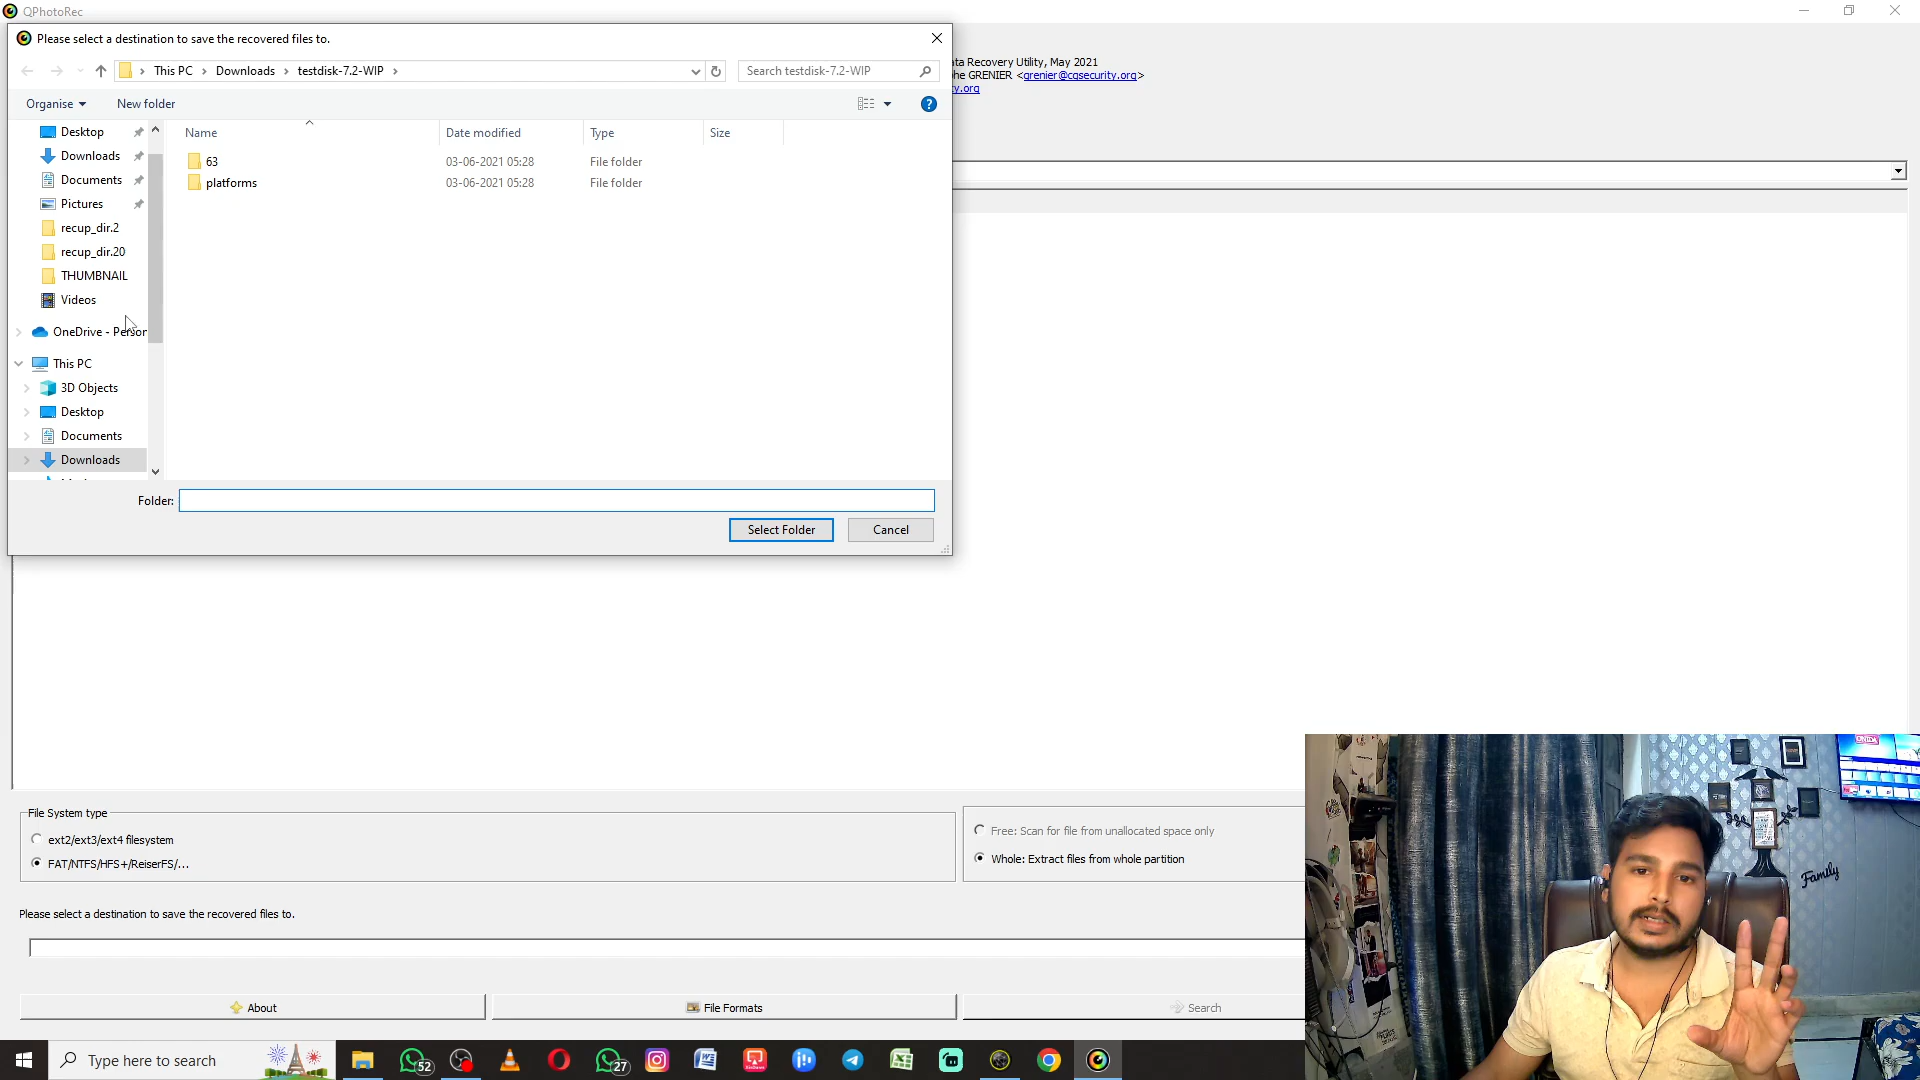 QPhotoRec
Please select a destination to save the recovered files to.
This PC > Downloads > testdisk-7.2-WIP >
Search testdisk-7.2-WIP
Organise
New folder
Name
Date modified
Type
Size
63
03-06-2021 05:28
File folder
platforms
03-06-2021 05:28
File folder
Desktop
Downloads
Documents
Pictures
recup_dir.2
recup_dir.20
THUMBNAIL
Videos
OneDrive - Person
This PC
3D Objects
Desktop
Documents
Downloads
Folder:
Select Folder
Cancel
ata Recovery Utility, May 2021
phe GRENIER <grenier@cgsecurity.org>
ty.org
File System type
ext2/ext3/ext4 filesystem
FAT/NTFS/HFS+/ReiserFS/...
Free: Scan for file from unallocated space only
Whole: Extract files from whole partition
Please select a destination to save the recovered files to.
About
File Formats
Search
Type here to search
52
27
Family